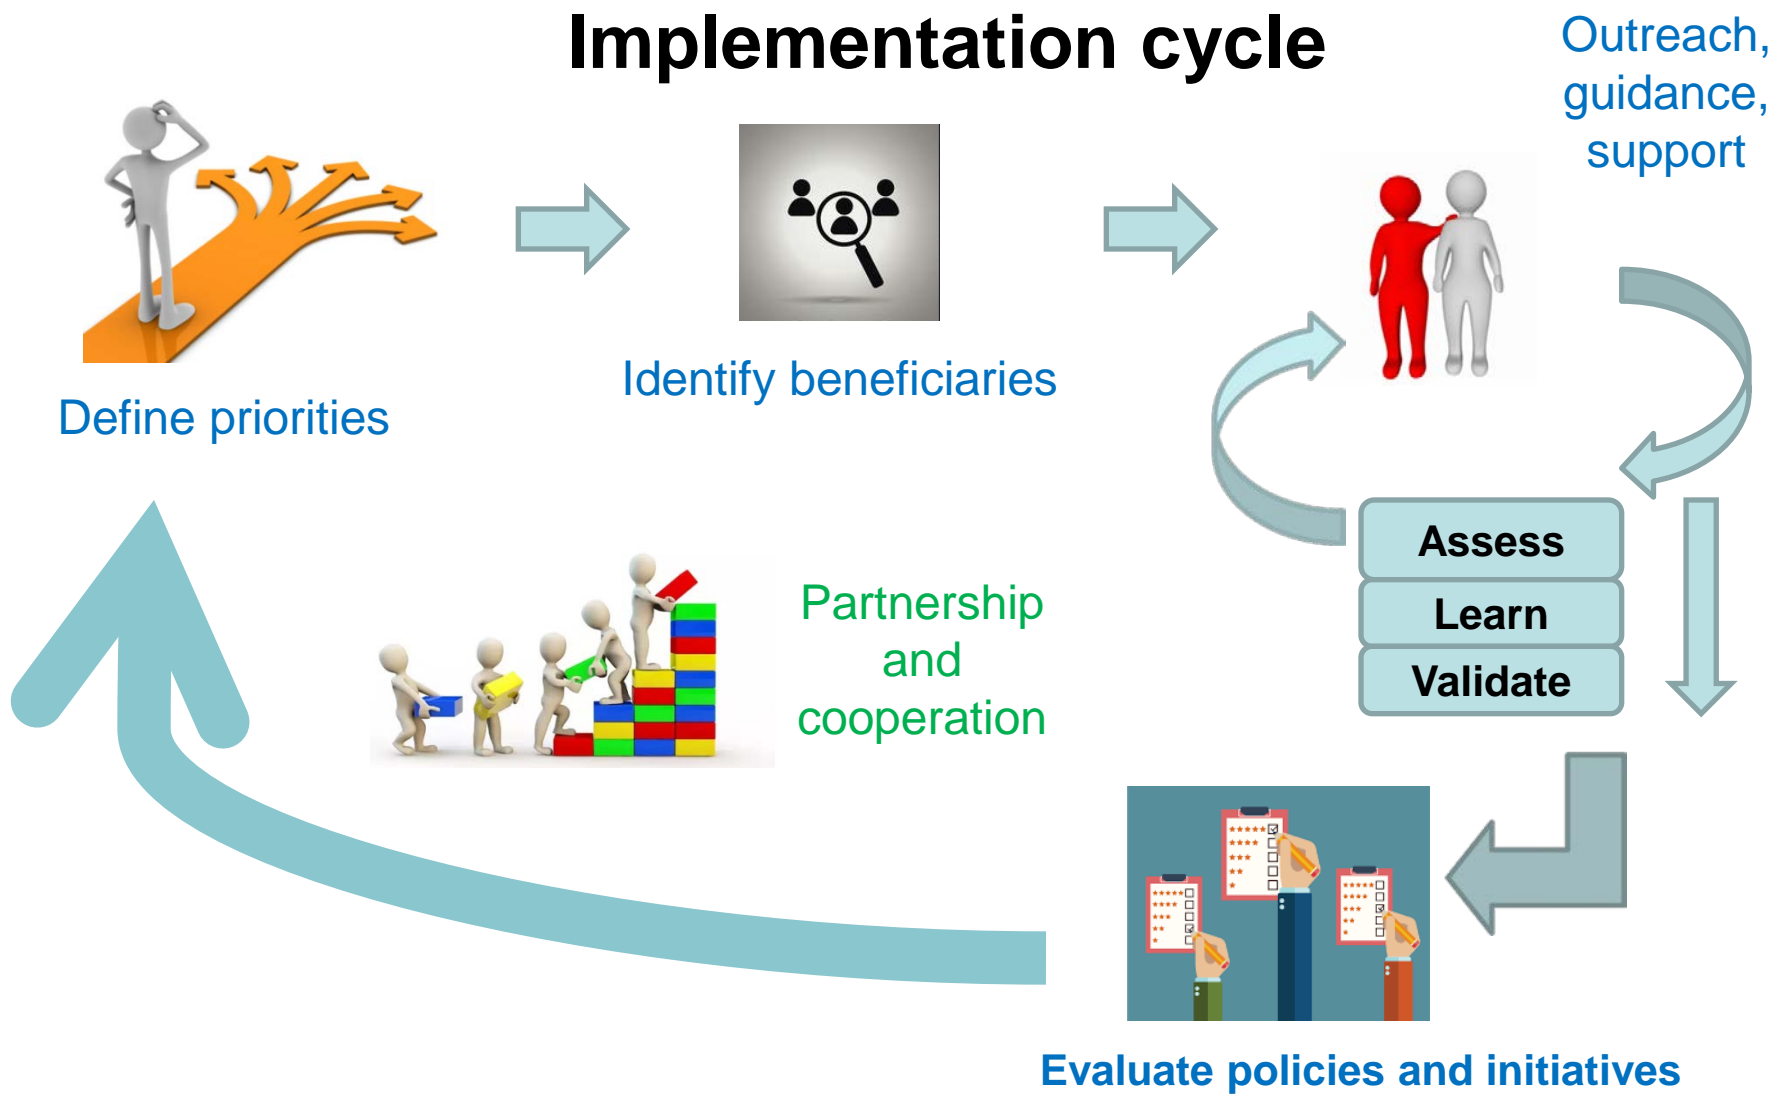 Implementation cycle
Outreach,
guidance,
support
Define priorities
Identify beneficiaries
Assess
Learn
Validate
Partnership
and
cooperation
Evaluate policies and initiatives